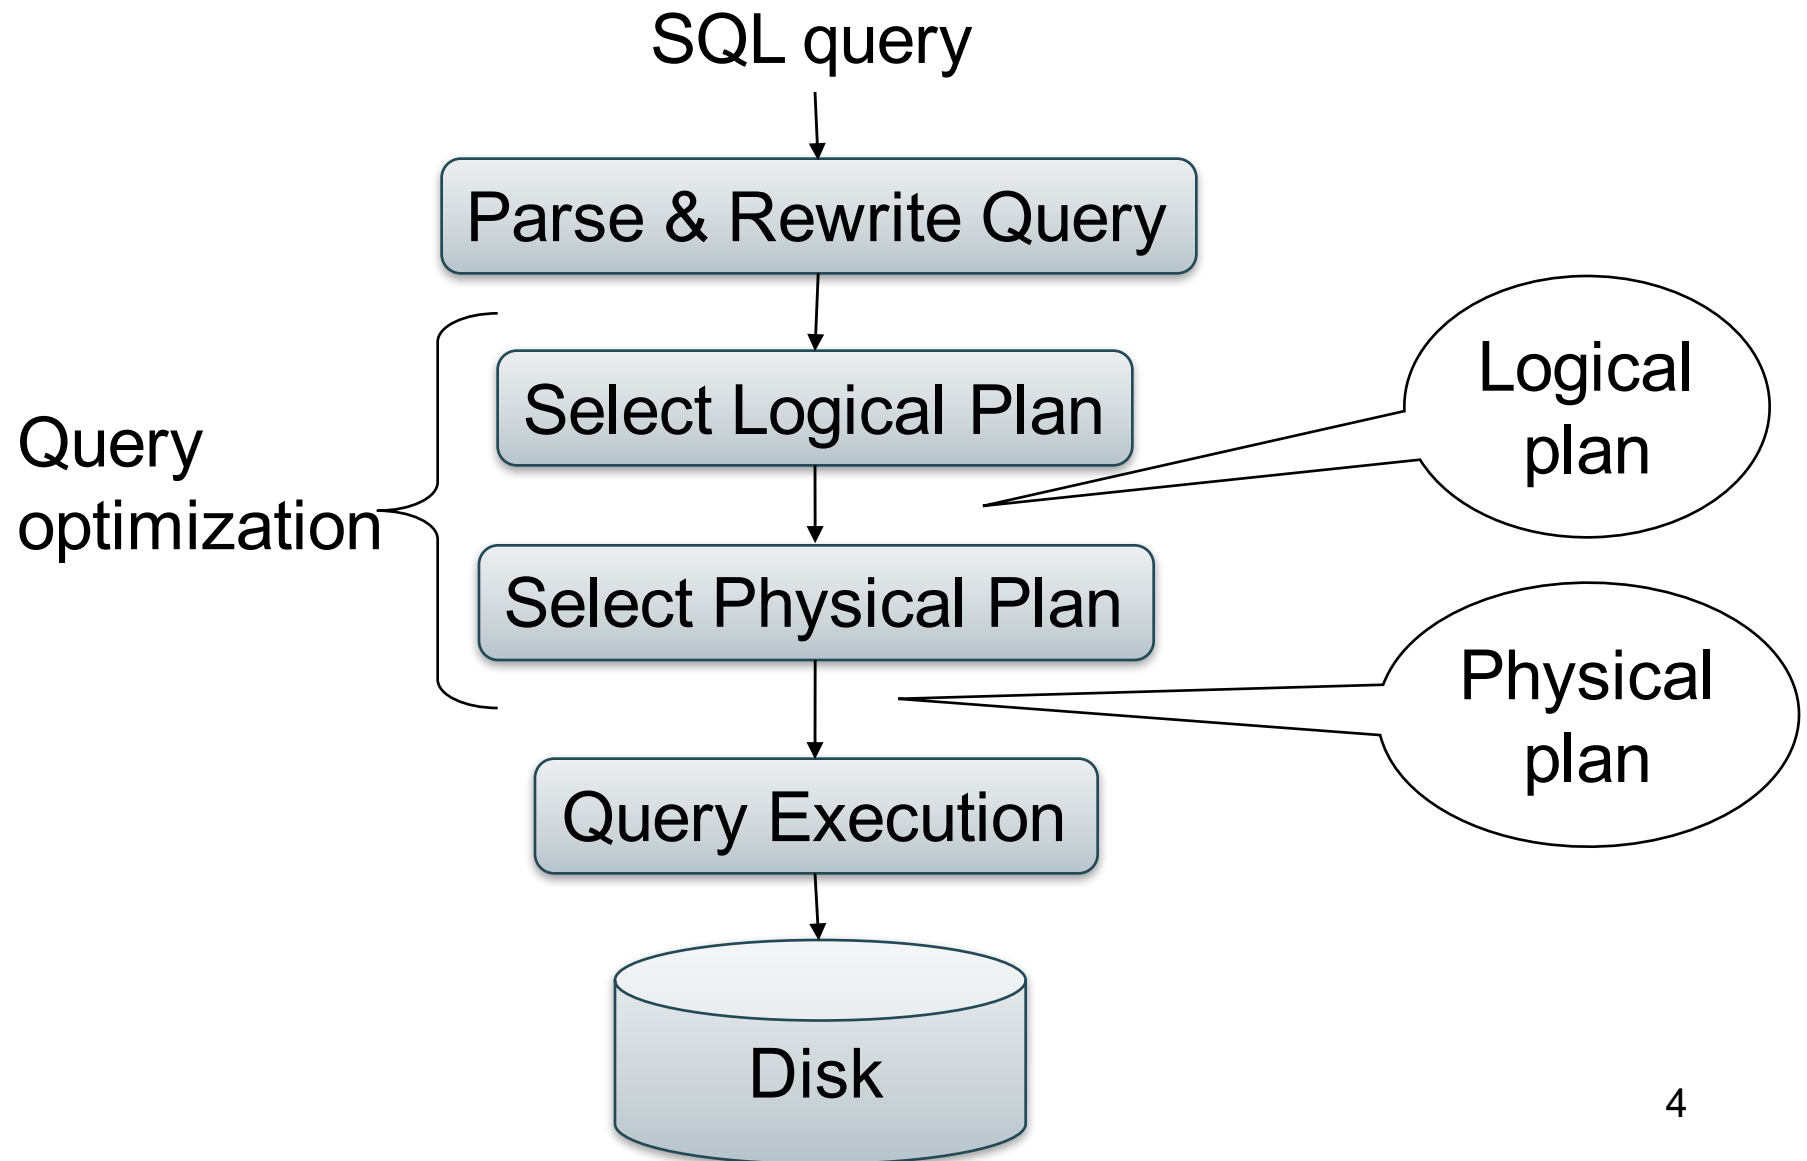 SQL query
Parse & Rewrite Query
Select Logical Plan
Logical
plan
Query
optimization
Select Physical Plan
Physical
plan
Query Execution
Disk
4